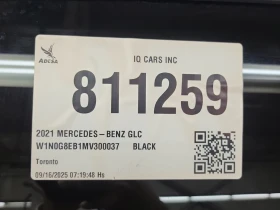 ADESA
IQ CARS INC
811259
2021 MERCEDES-BENZ GLC
W1N0G8EB1MV300037 BLACK
Toronto
09/16/2025 07:19:48 Hs